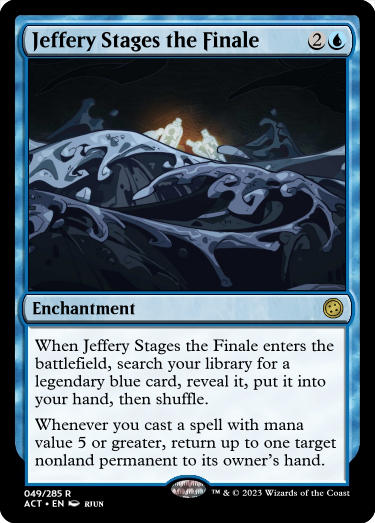 Jeffery Stages the Finale 2
Enchantment
When Jeffery Stages the Finale enters the
battlefield, search your library for a
legendary blue card, reveal it, put it into
your hand, then shuffle.
Whenever you cast a spell with mana
value 5 or greater, return up to one target
nonland permanent to its owner's hand.
049/285 R
ACT • EN RJUN ™ & © 2023 Wizards of the Coast